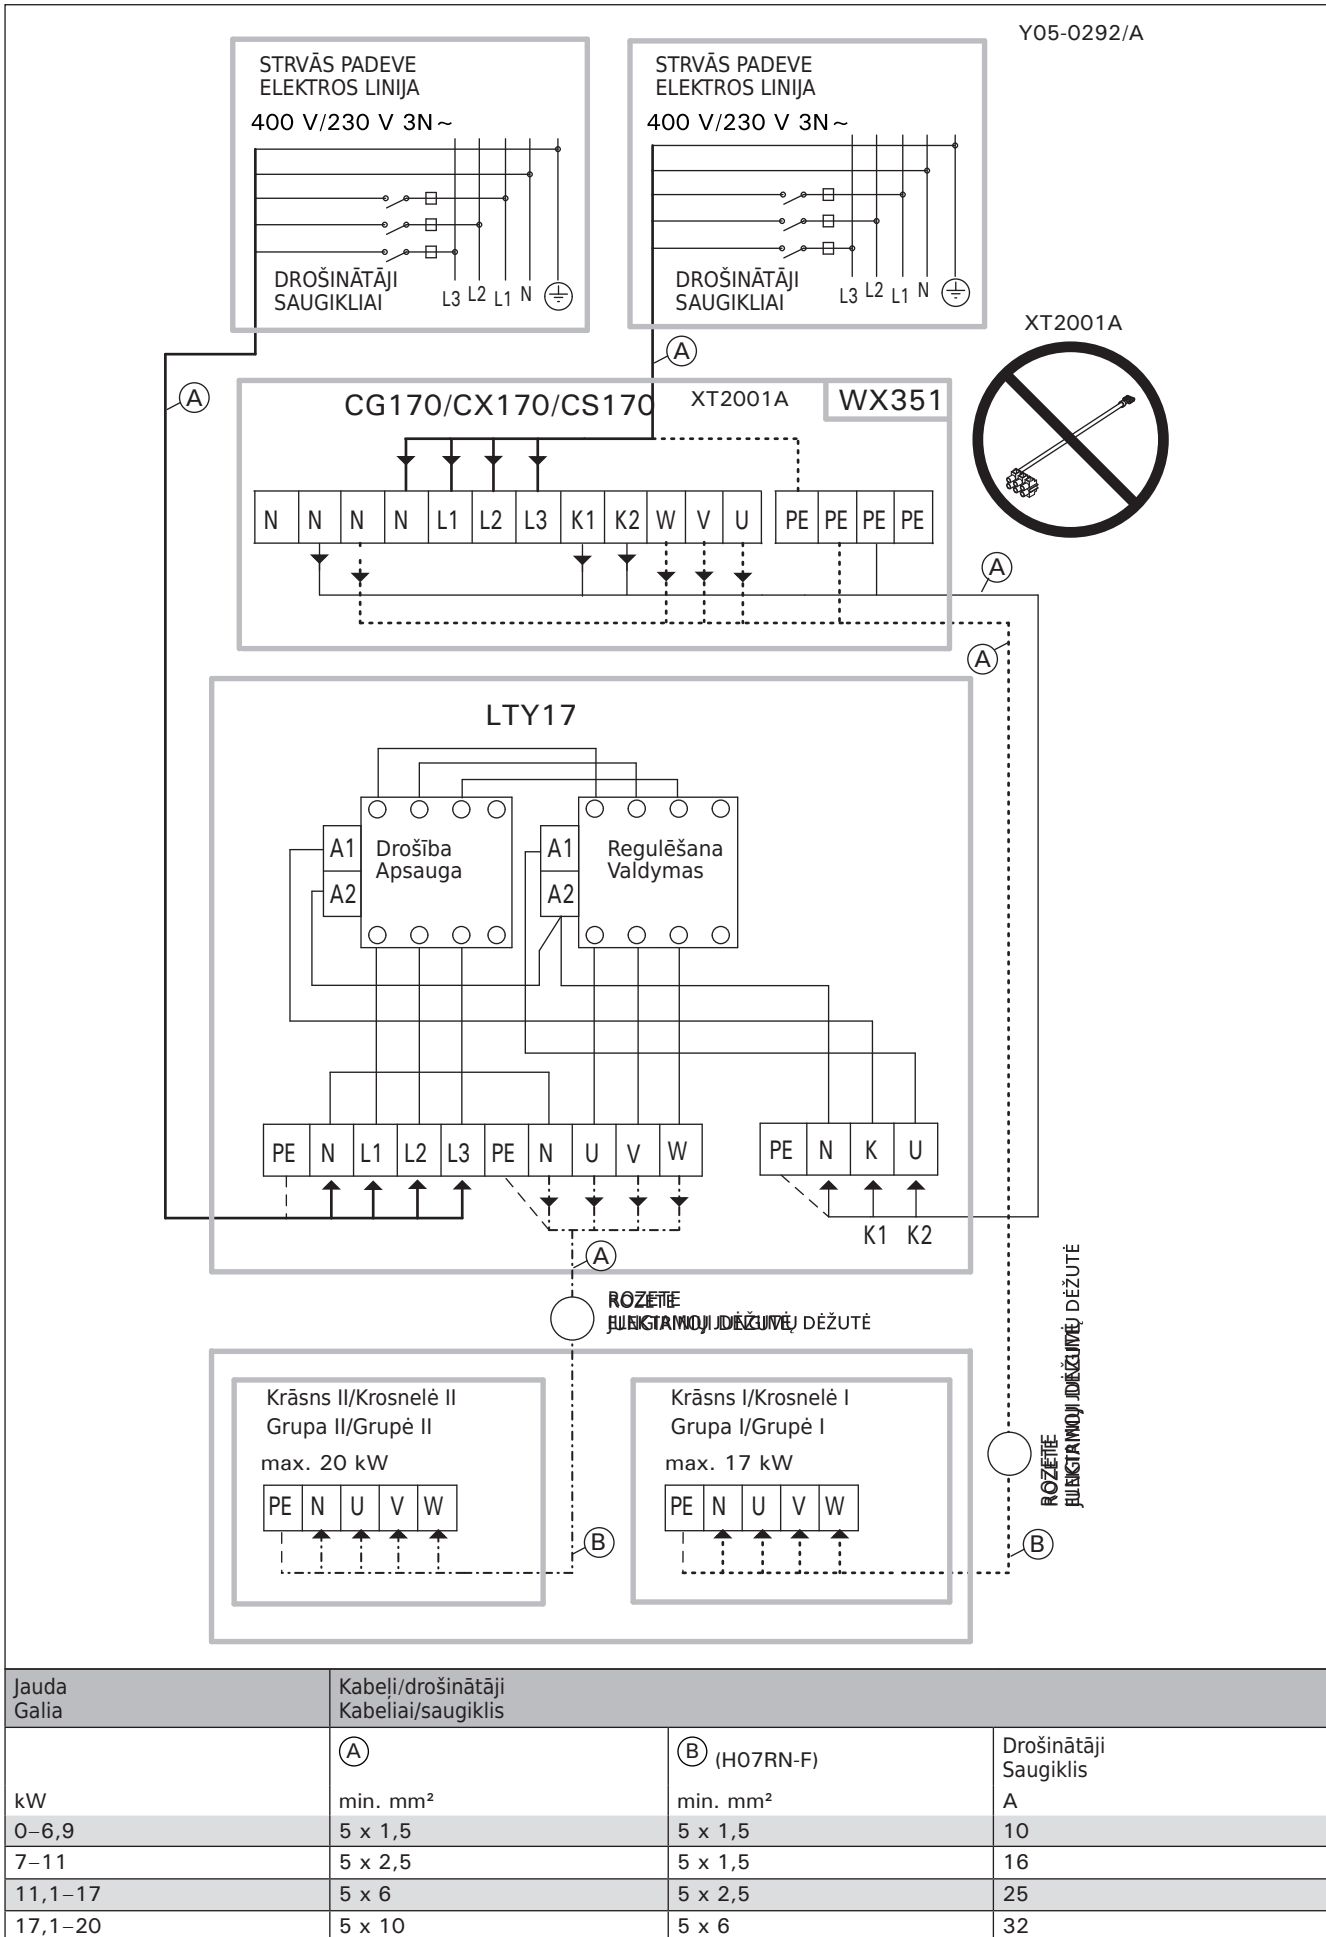 Y05-0292/A
STRVĀS PADEVE
ELEKTROS LINIJA
400 V/230 V 3N~
DROŠINĀTĀJI
SAUGIKLIAI
L3 L2 L1 N
STRVĀS PADEVE
ELEKTROS LINIJA
400 V/230 V 3N~
DROŠINĀTĀJI
SAUGIKLIAI
L3 L2 L1 N
XT2001A
A
A
CG170/CX170/CS170
XT2001A
WX351
N N N N L1 L2 L3 K1 K2 W V U PE PE PE PE
A
A
LTY17
A1
A2
Drošība
Apsauga
A1
A2
Regulēšana
Valdymas
PE N L1 L2 L3 PE N U V W
PE N K U
K1 K2
A
ROZETE
DĖŽUTĖ
ROZETE
DĖŽUTĖ
Krāsns II/Krosnelė II
Grupa II/Grupė II
max. 20 kW
PE N U V W
B
Krāsns I/Krosnelė I
Grupa I/Grupė I
max. 17 kW
PE N U V W
B
Jauda
Galia
Kabeļi/drošinātāji
Kabeliai/saugiklis
A
B (H07RN-F)
Drošinātāji
Saugiklis
kW min. mm² min. mm² A
0–6,9 5 x 1,5 5 x 1,5 10
7–11 5 x 2,5 5 x 1,5 16
11,1–17 5 x 6 5 x 2,5 25
17,1–20 5 x 10 5 x 6 32